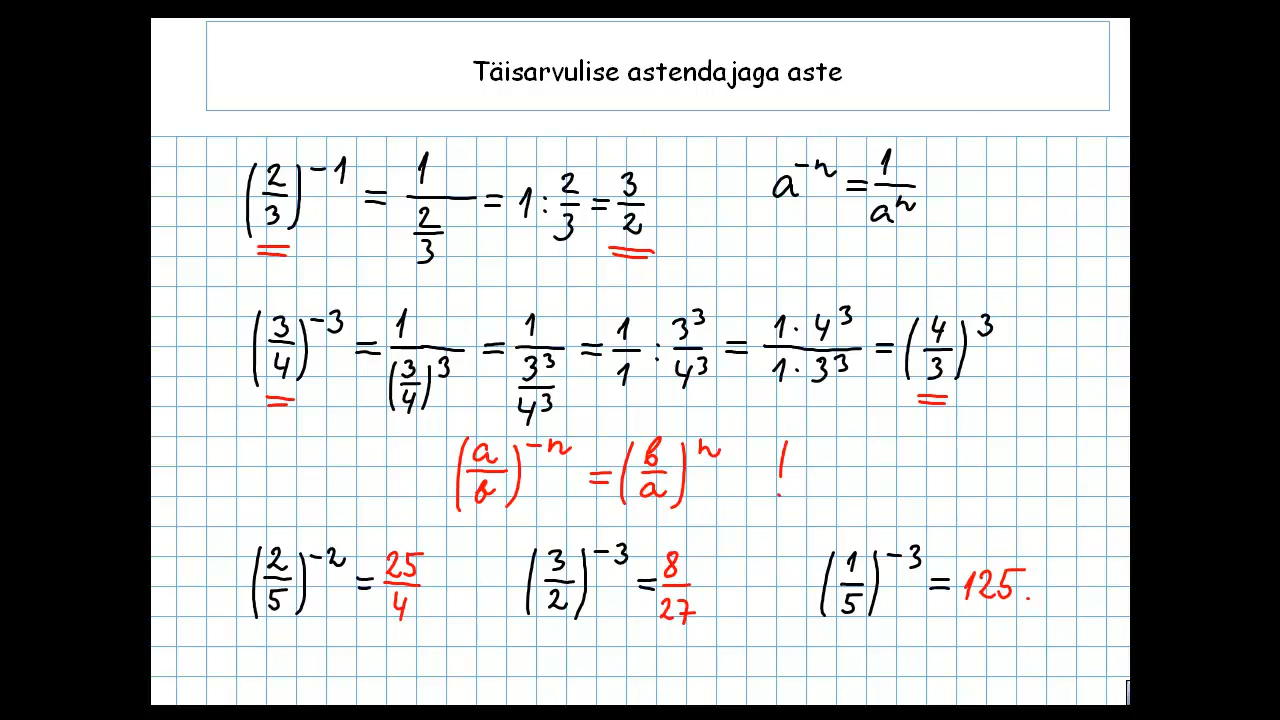 Täisarvulise astendajaga aste
(2/3)^-1 = 1/(2/3) = 1 : 2/3 = 3/2    a^-n = 1/a^n
(3/4)^-3 = 1/(3/4)^3 = 1/(3^3/4^3) = 1/1 : 3^3/4^3 = (1·4^3)/(1·3^3) = (4/3)^3
(a/b)^-n = (b/a)^n !
(2/5)^-2 = 25/4    (3/2)^-3 = 8/27    (1/5)^-3 = 125.